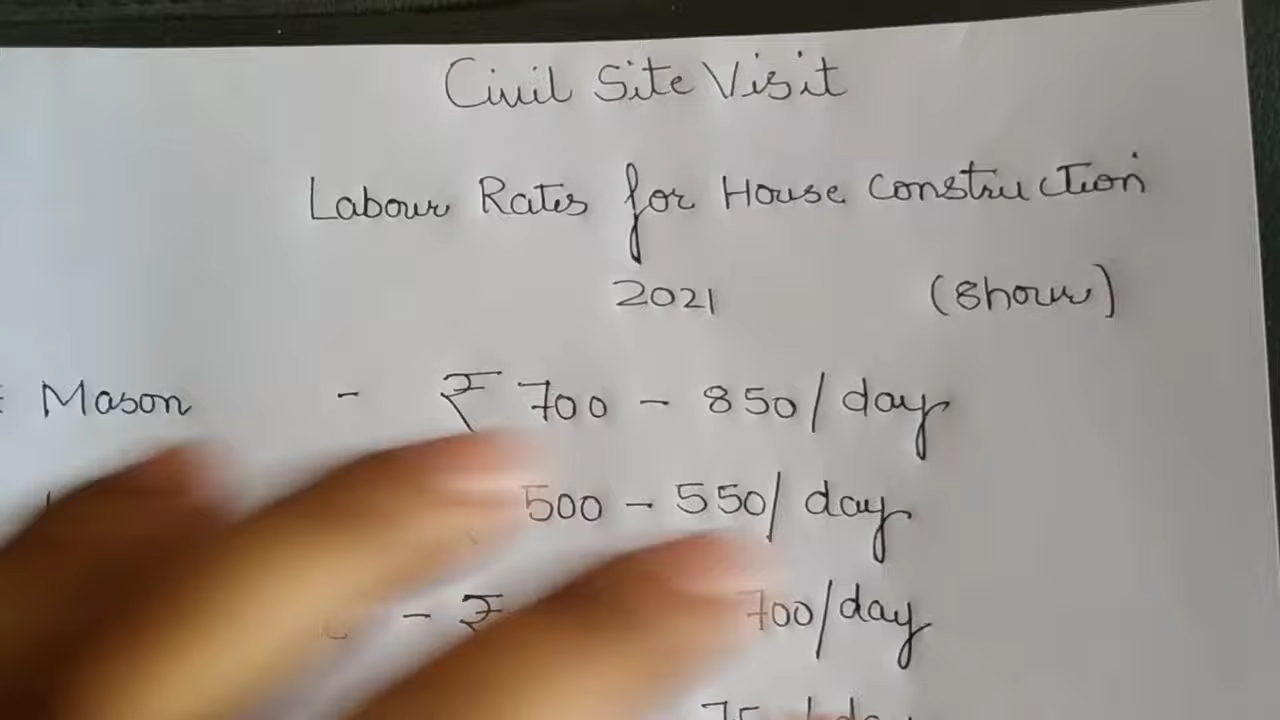 Civil Site Visit
Labour Rates for House Construction
2021 (8hour)
Mason - ₹ 700 - 850/day
500 - 550/day
- ₹ 700/day